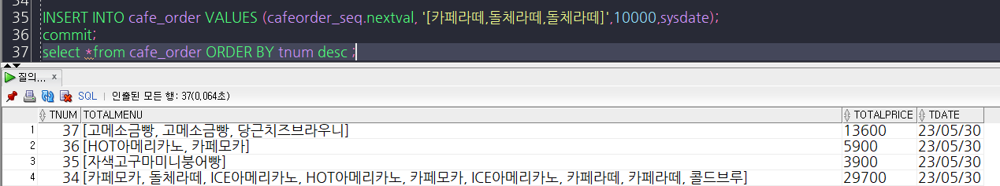 34
35 INSERT INTO cafe_order VALUES (cafeorder_seq.nextval, '[카페라떼,돌체라떼,돌체라떼]',10000,sysdate);
36 commit;
37 select *from cafe_order ORDER BY tnum desc ;
질의... x
SQL | 인출된 모든 행: 37(0,064초)
TNUM TOTALMENU TOTALPRICE TDATE
1 37 [고메소금빵, 고메소금빵, 당근치즈브라우니] 13600 23/05/30
2 36 [HOT아메리카노, 카페모카] 5900 23/05/30
3 35 [자색고구마미니붕어빵] 3900 23/05/30
4 34 [카페모카, 돌체라떼, ICE아메리카노, HOT아메리카노, 카페모카, ICE아메리카노, 카페라떼, 카페라떼, 콜드브루] 29700 23/05/30